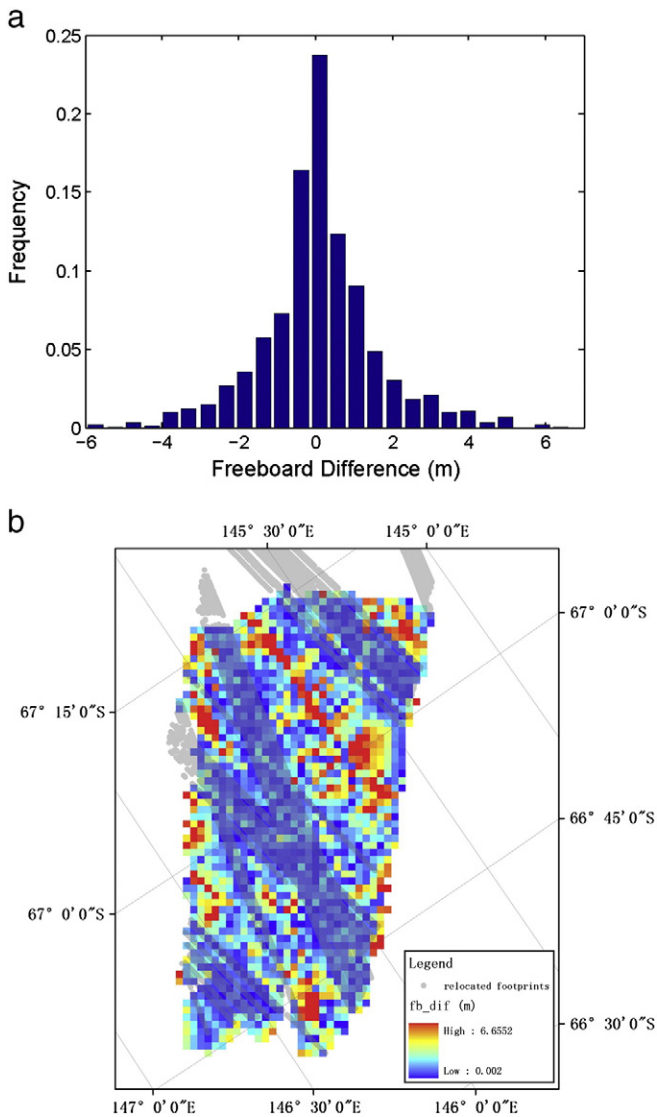 a
0.25
0.2
0.15
0.1
0.05
0
Frequency
−6 −4 −2 0 2 4 6
Freeboard Difference (m)
b
145° 30'0"E 145° 0'0"E
67° 0'0"S
67° 15'0"S
66° 45'0"S
67° 0'0"S
66° 30'0"S
Legend
relocated footprints
fb_dif (m)
High : 6.6552
Low : 0.002
147° 0'0"E 146° 30'0"E 146° 0'0"E